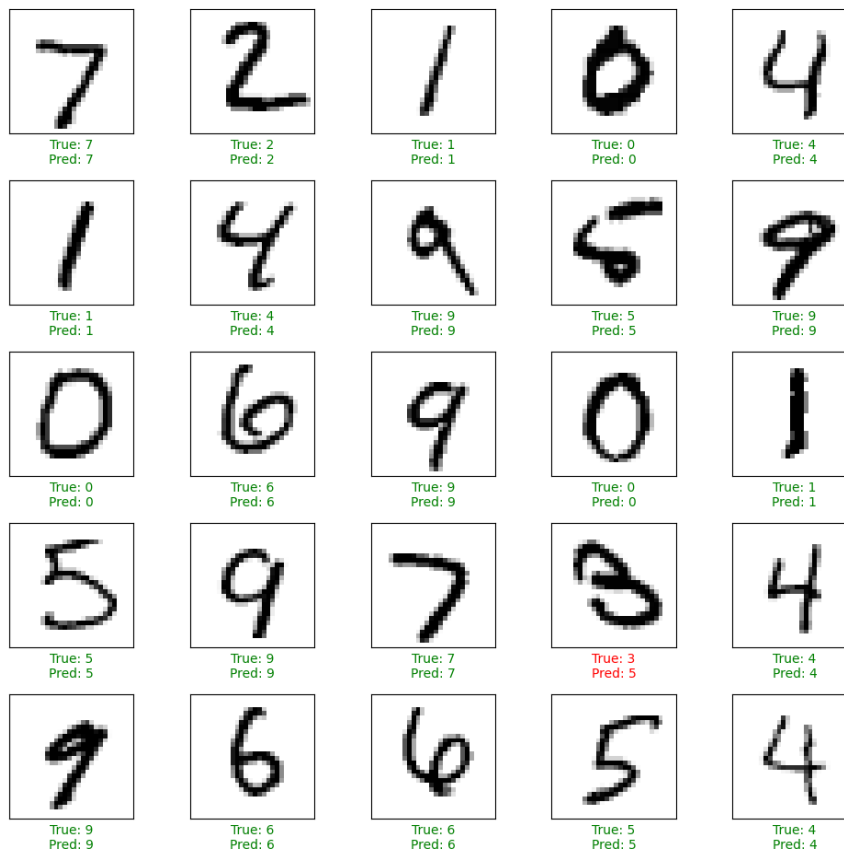 7 2 1 0 4
True: 7 True: 2 True: 1 True: 0 True: 4
Pred: 7 Pred: 2 Pred: 1 Pred: 0 Pred: 4
1 4 9 5 9
True: 1 True: 4 True: 9 True: 5 True: 9
Pred: 1 Pred: 4 Pred: 9 Pred: 5 Pred: 9
0 6 9 0 1
True: 0 True: 6 True: 9 True: 0 True: 1
Pred: 0 Pred: 6 Pred: 9 Pred: 0 Pred: 1
5 9 7 3 4
True: 5 True: 9 True: 7 True: 3 True: 4
Pred: 5 Pred: 9 Pred: 7 Pred: 5 Pred: 4
9 6 6 5 4
True: 9 True: 6 True: 6 True: 5 True: 4
Pred: 9 Pred: 6 Pred: 6 Pred: 5 Pred: 4